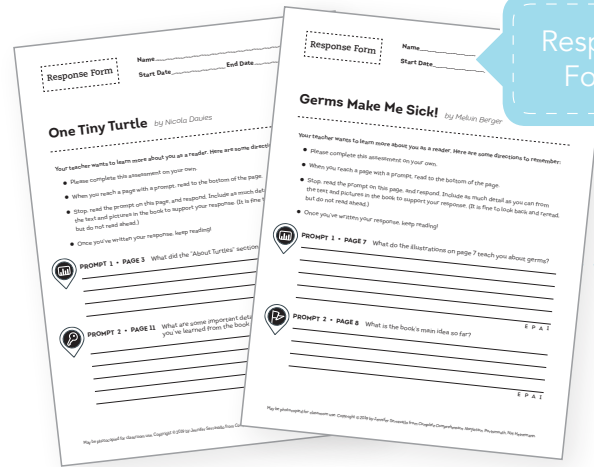 Response Form
Name
Start Date
End Date
One Tiny Turtle by Nicola Davies
Your teacher wants to learn more about you as a reader. Here are some
• Please complete this assessment on your own.
• When you reach a page with a prompt, read to the bottom of the page.
• Stop, read the prompt on this page, and respond. Include as much
the text and pictures in the book to support your response. (It is fine
but do not read ahead.)
• Once you've written your response, keep reading!
PROMPT 1 • PAGE 3 What did the "About Turtles" section
PROMPT 2 • PAGE 11 What are some important
you've learned from the book
Response Form
Name
Start Date
Germs Make Me Sick! by Melvin Berger
Your teacher wants to learn more about you as a reader. Here are some directions to remember:
• Please complete this assessment on your own.
• When you reach a page with a prompt, read to the bottom of the page.
• Stop, read the prompt on this page, and respond. Include as much detail as you can from
the text and pictures in the book to support your response. (It is fine to look back and reread,
but do not read ahead.)
• Once you've written your response, keep reading!
PROMPT 1 • PAGE 7 What do the illustrations on page 7 teach you about germs?
E P A I
PROMPT 2 • PAGE 8 What is the book's main idea so far?
E P A I
Resp
Fo